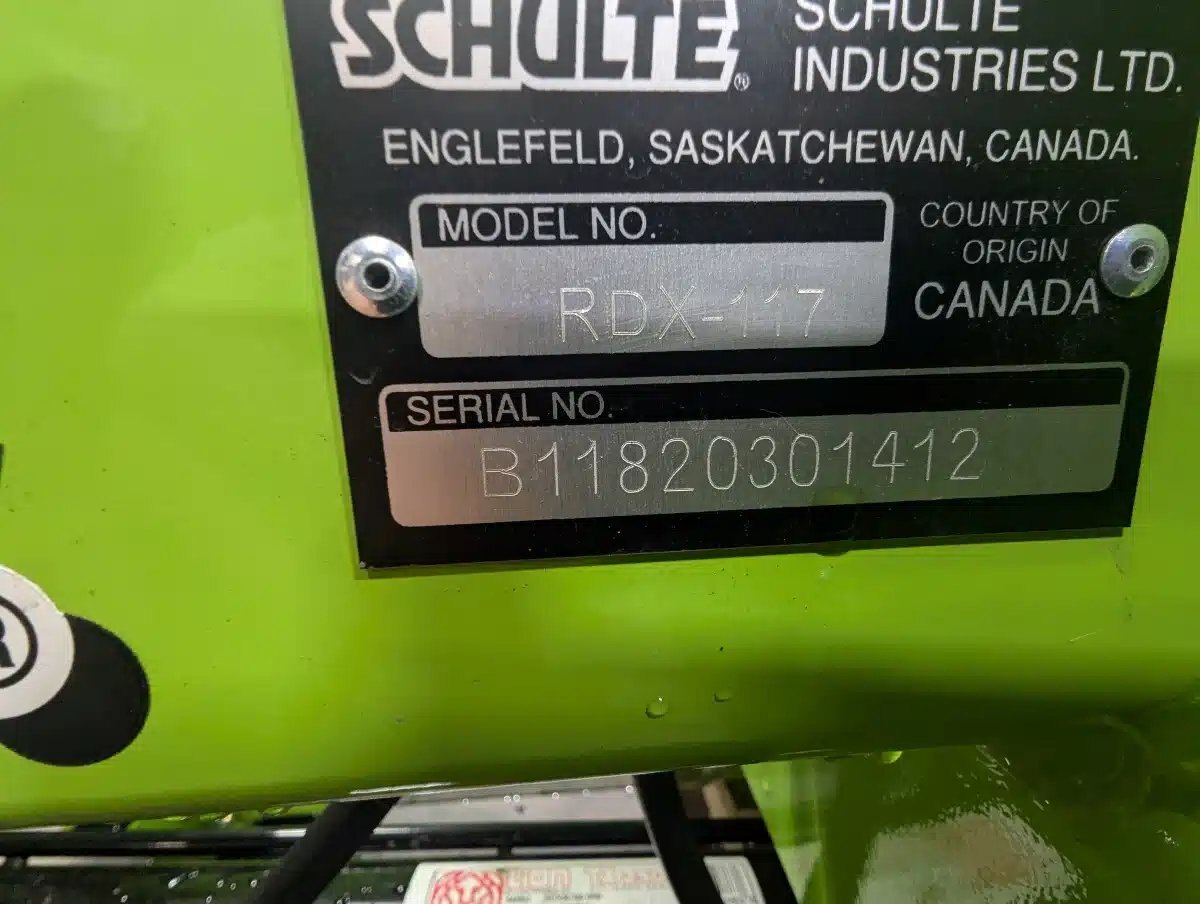 SCHULTE®
SCHULTE
INDUSTRIES LTD.
ENGLEFELD, SASKATCHEWAN, CANADA.
MODEL NO.
RDX-117
COUNTRY OF
ORIGIN
CANADA
SERIAL NO.
B11820301412
®